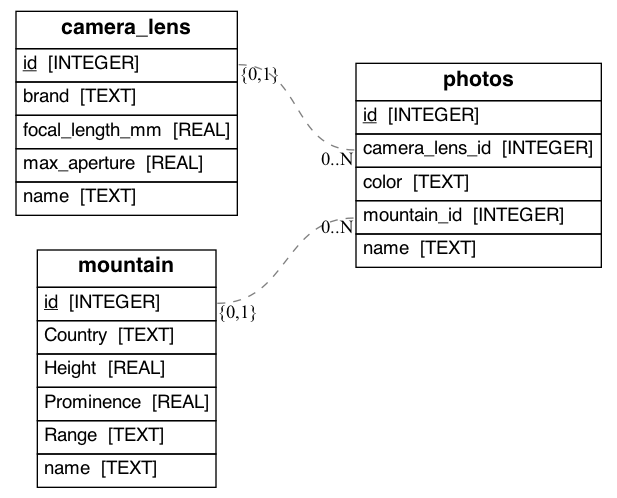 camera_lens
id [INTEGER]
brand [TEXT]
focal_length_mm [REAL]
max_aperture [REAL]
name [TEXT]
{0,1}
0..N
photos
id [INTEGER]
camera_lens_id [INTEGER]
color [TEXT]
mountain_id [INTEGER]
name [TEXT]
0..N
{0,1}
mountain
id [INTEGER]
Country [TEXT]
Height [REAL]
Prominence [REAL]
Range [TEXT]
name [TEXT]